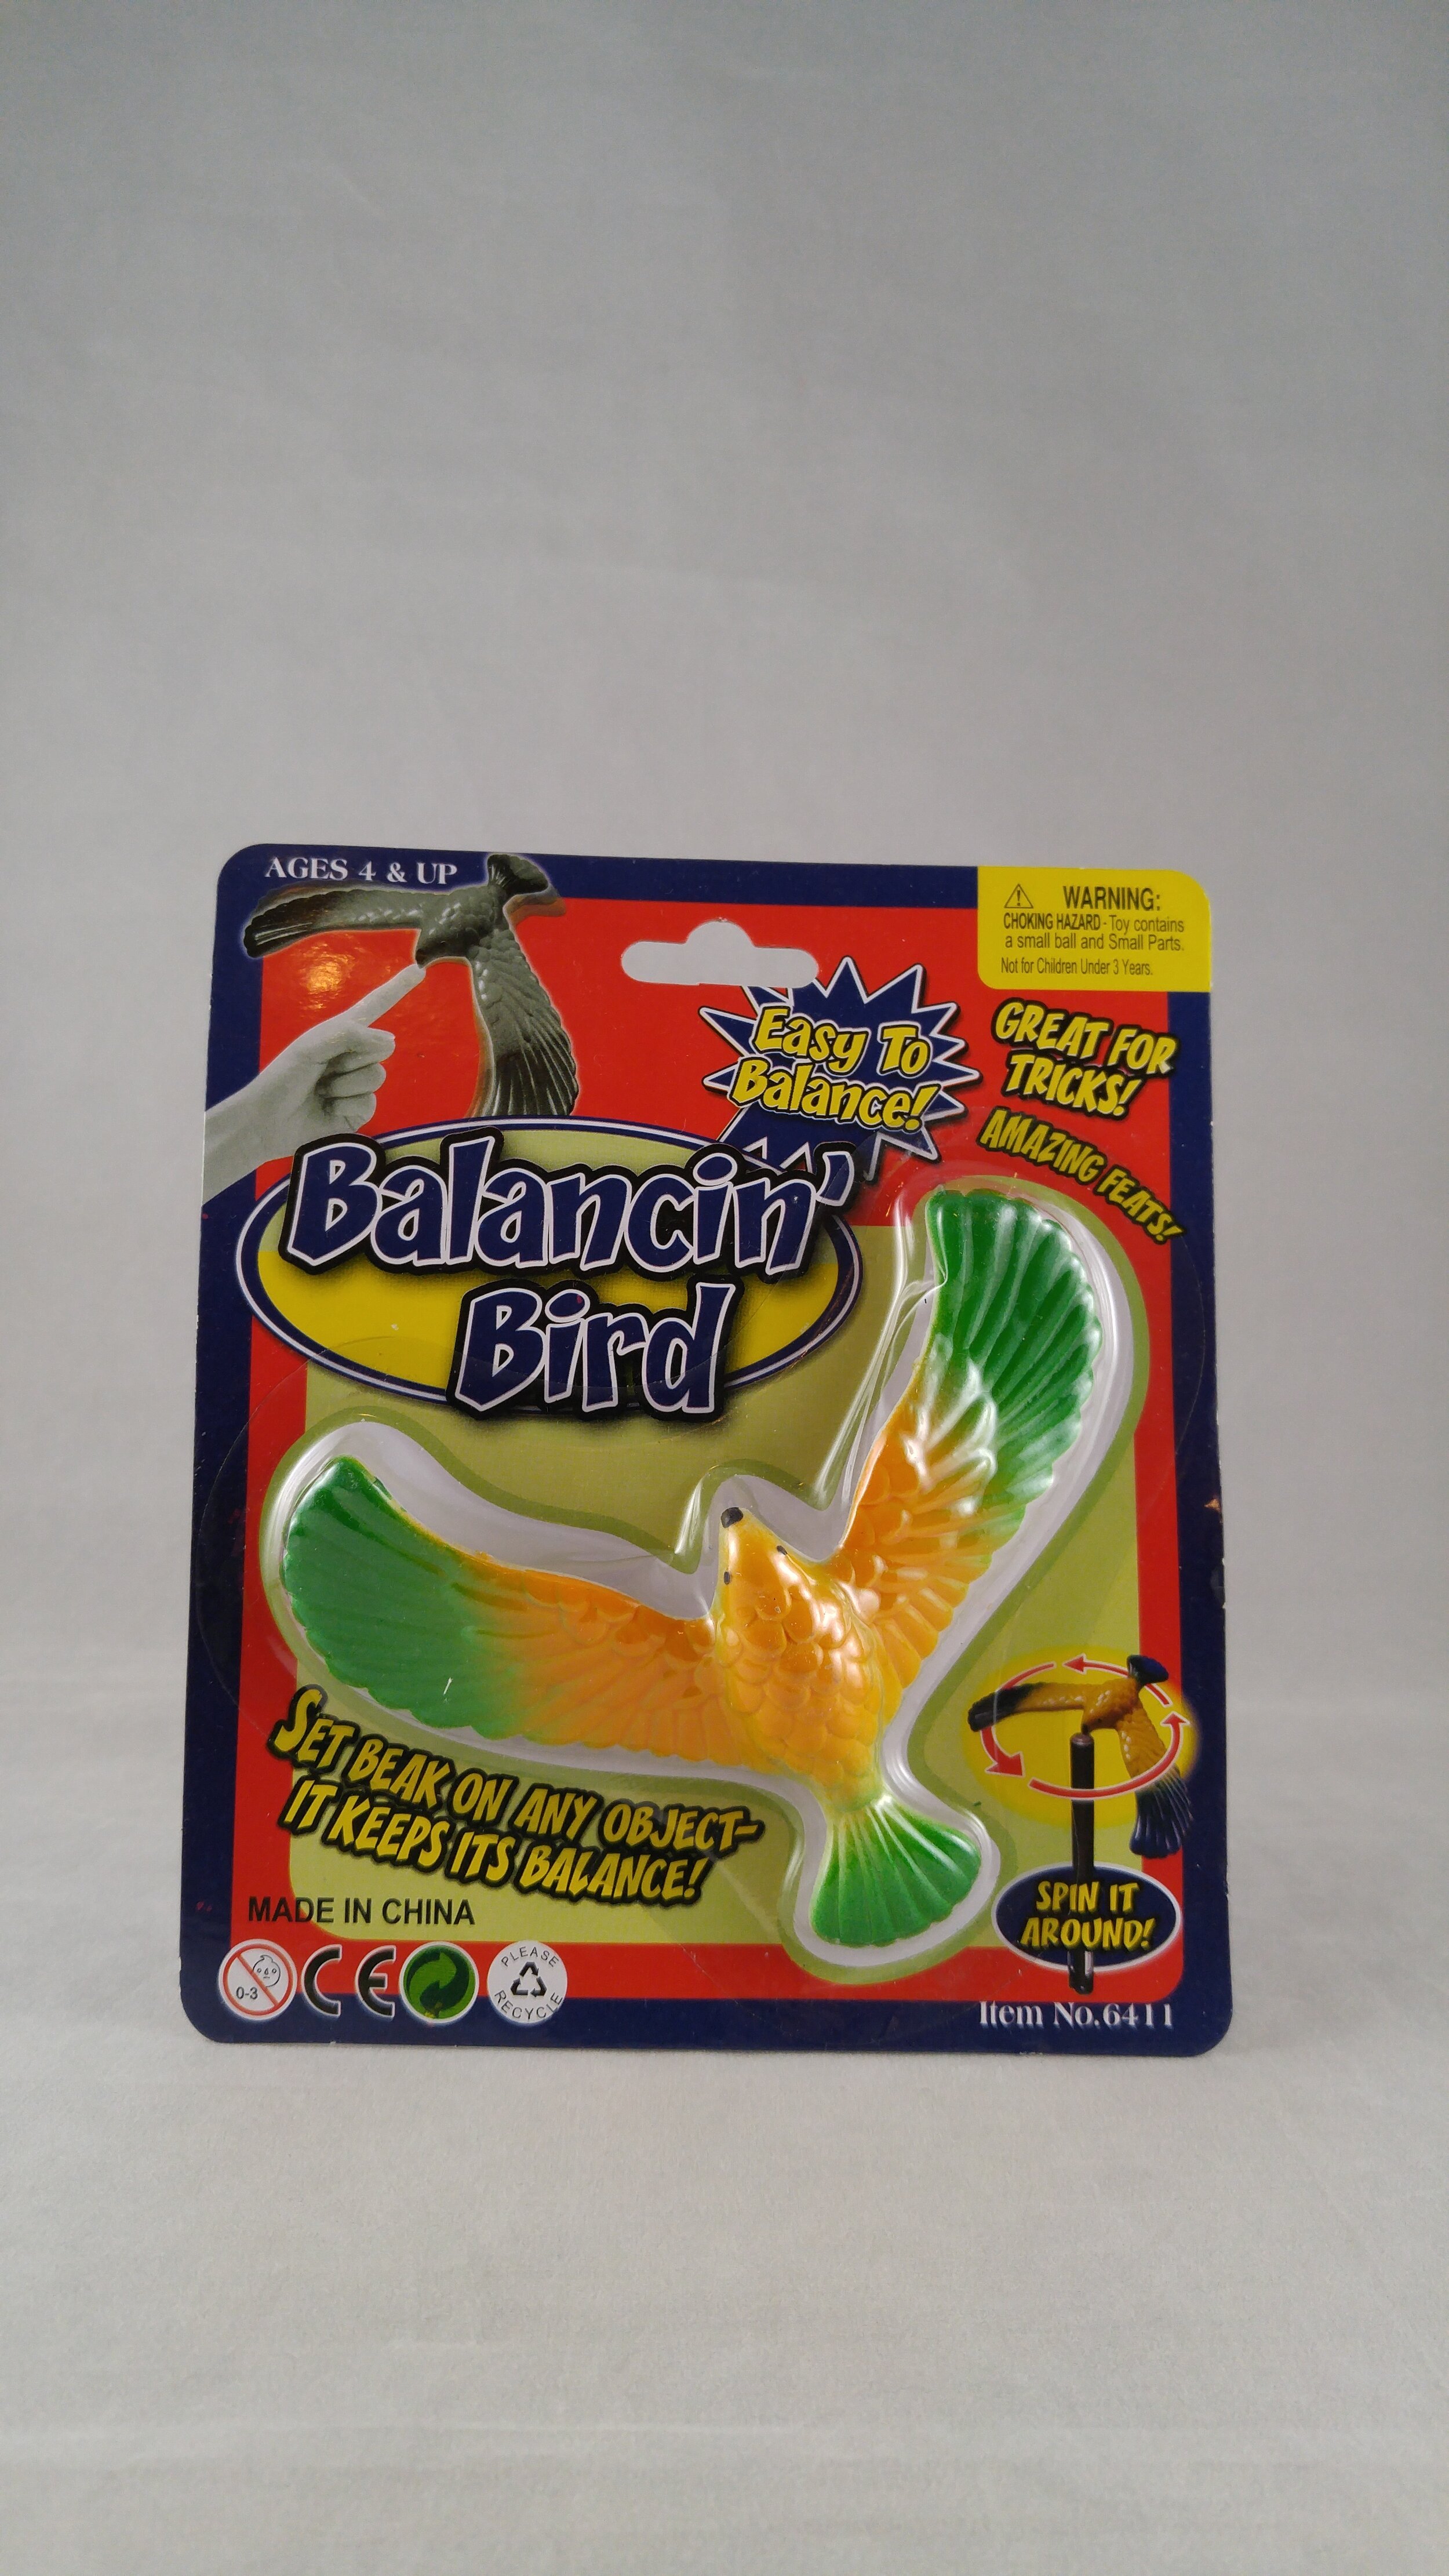 AGES 4 & UP
WARNING:
CHOKING HAZARD - Toy contains
a small ball and Small Parts.
Not for Children Under 3 Years.
Easy To
Balance!
GREAT FOR
TRICKS!
AMAZING FEATS!
Balancin'
Bird
SET BEAK ON ANY OBJECT-
IT KEEPS ITS BALANCE!
MADE IN CHINA
SPIN IT
AROUND!
0-3
CE
PLEASE
RECYCLE
Item No.6411